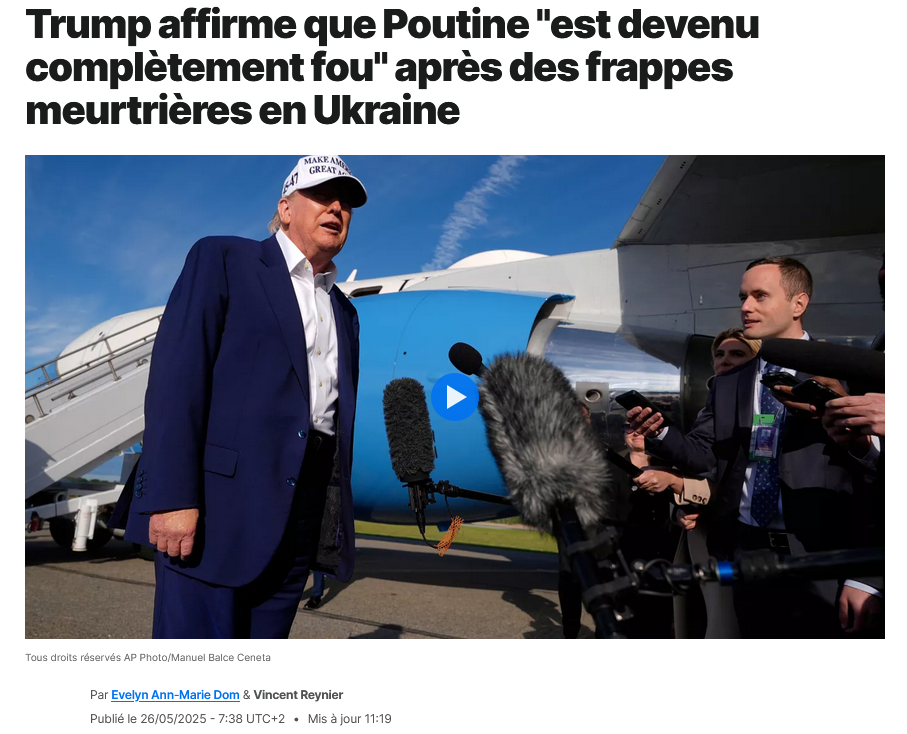 Trump affirme que Poutine "est devenu
complètement fou" après des frappes
meurtrières en Ukraine
MAKE AM
GREAT A
5-47
Tous droits réservés AP Photo/Manuel Balce Ceneta
Par Evelyn Ann-Marie Dom & Vincent Reynier
Publié le 26/05/2025 - 7:38 UTC+2 • Mis à jour 11:19